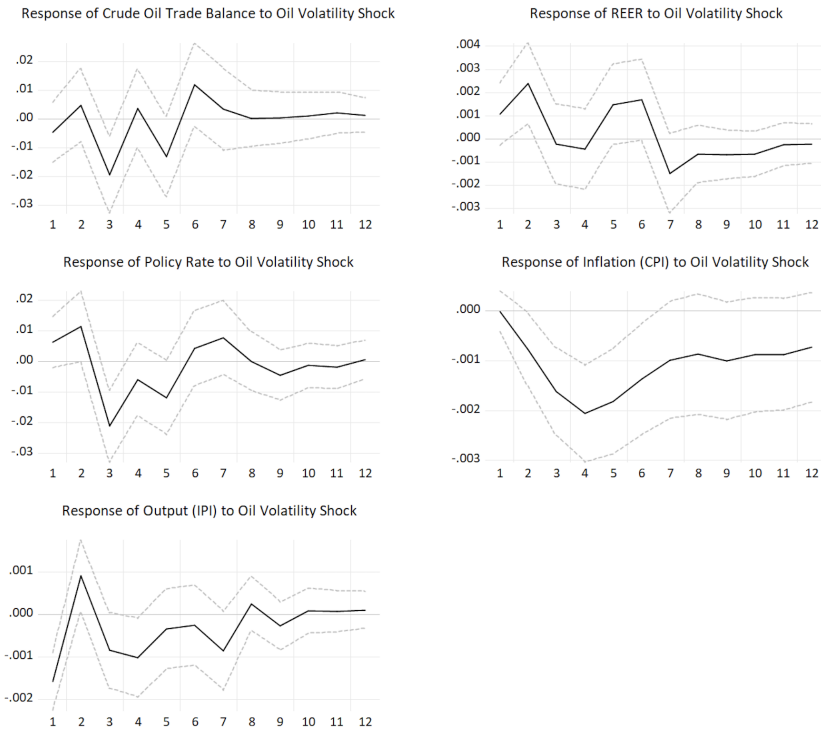 Response of Crude Oil Trade Balance to Oil Volatility Shock
.02
.01
.00
-.01
-.02
-.03
1 2 3 4 5 6 7 8 9 10 11 12
Response of REER to Oil Volatility Shock
.004
.003
.002
.001
.000
-.001
-.002
-.003
1 2 3 4 5 6 7 8 9 10 11 12
Response of Policy Rate to Oil Volatility Shock
.02
.01
.00
-.01
-.02
-.03
1 2 3 4 5 6 7 8 9 10 11 12
Response of Inflation (CPI) to Oil Volatility Shock
.000
-.001
-.002
-.003
1 2 3 4 5 6 7 8 9 10 11 12
Response of Output (IPI) to Oil Volatility Shock
.001
.000
-.001
-.002
1 2 3 4 5 6 7 8 9 10 11 12